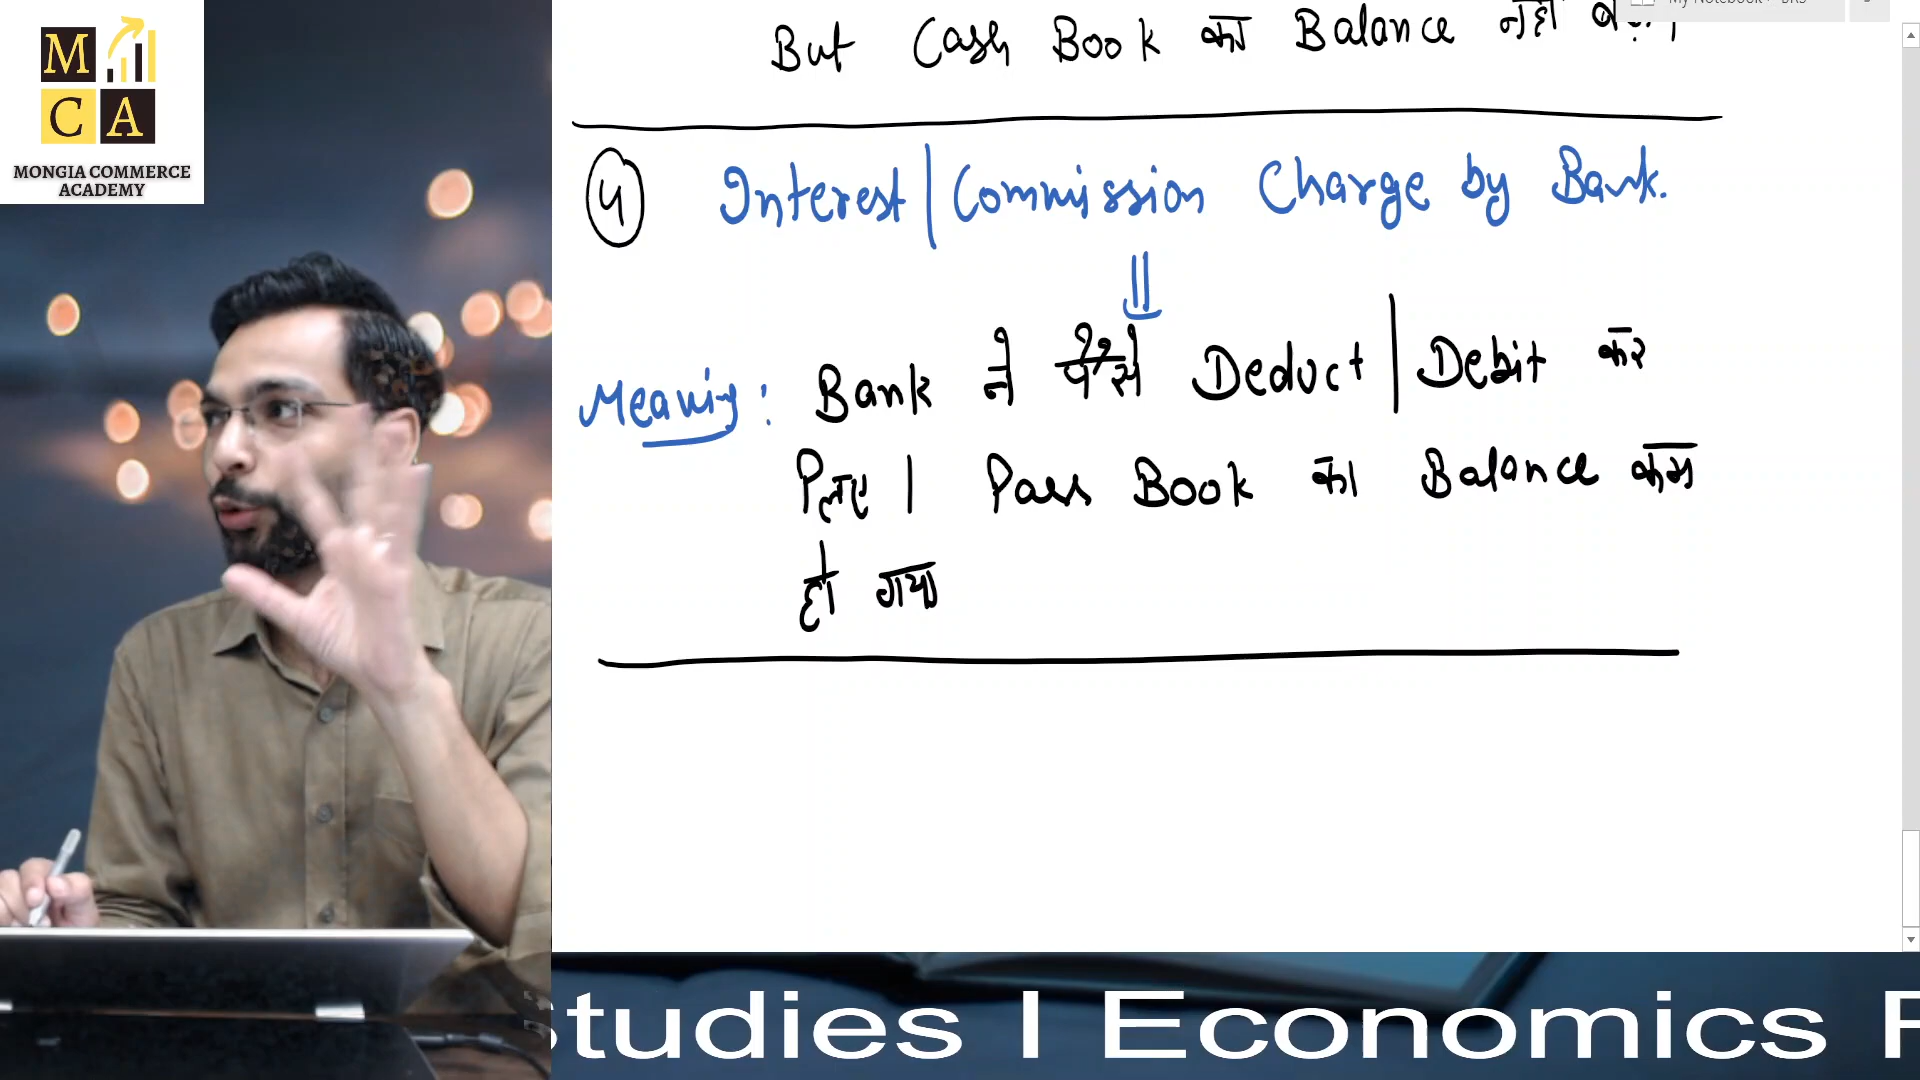 M
C A
MONGIA COMMERCE
ACADEMY
But Cash Book का Balance नहीं
④ Interest | Commission Charge by Bank.
Meaning : Bank ने पैसे Deduct | Debit कर
लिए । Pass Book का Balance कम
हो गया
tudies I Economics